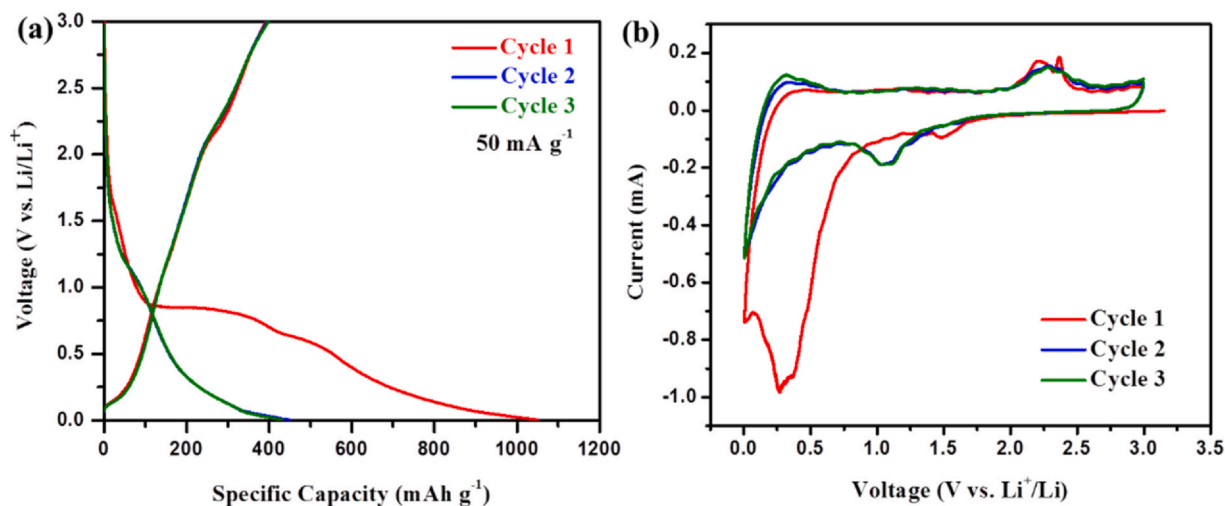 (a)
3.0
2.5
2.0
1.5
1.0
0.5
0.0
Voltage (V vs. Li/Li⁺)
Cycle 1
Cycle 2
Cycle 3
50 mA g⁻¹
0 200 400 600 800 1000 1200
Specific Capacity (mAh g⁻¹)
(b)
0.2
0.0
-0.2
-0.4
-0.6
-0.8
-1.0
Current (mA)
Cycle 1
Cycle 2
Cycle 3
0.0 0.5 1.0 1.5 2.0 2.5 3.0 3.5
Voltage (V vs. Li⁺/Li)